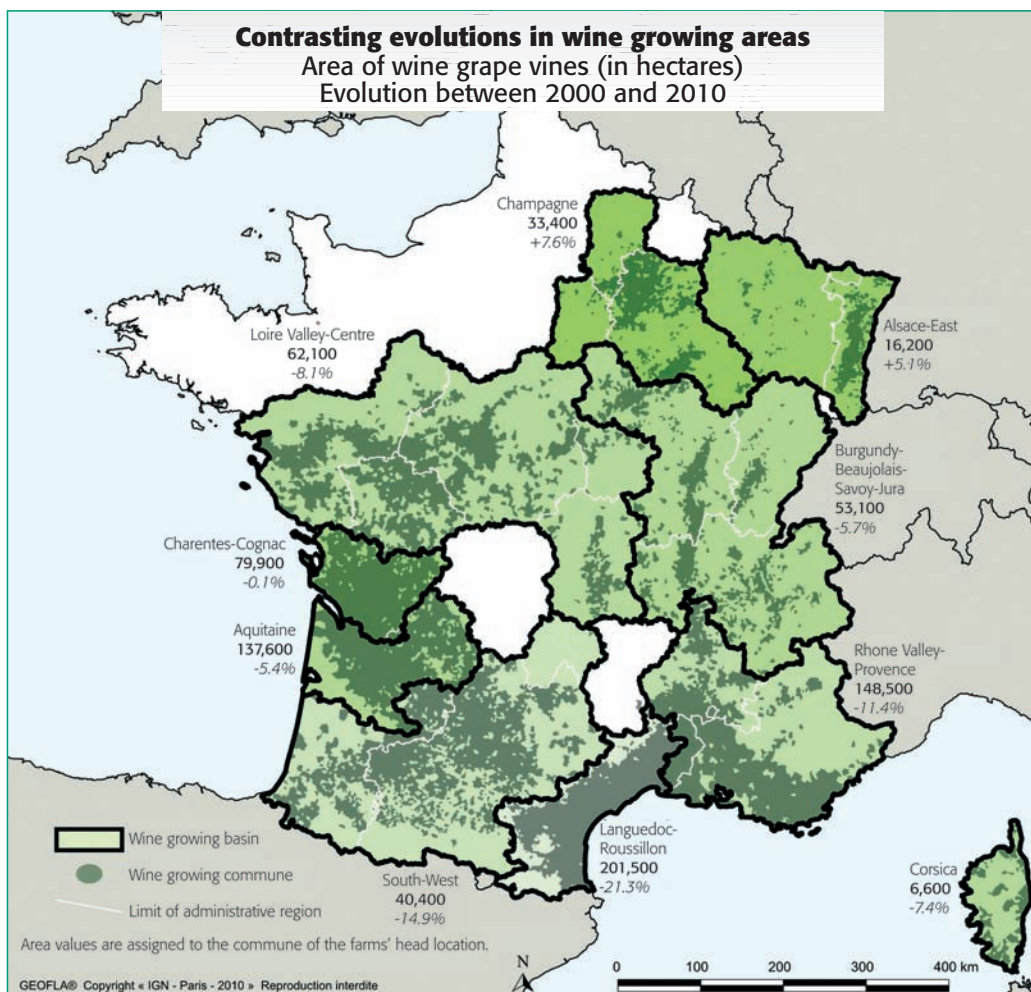 Contrasting evolutions in wine growing areas
Area of wine grape vines (in hectares)
Evolution between 2000 and 2010
Champagne
33,400
+7.6%
Loire Valley-Centre
62,100
-8.1%
Alsace-East
16,200
+5.1%
Burgundy-
Beaujolais-
Savoy-Jura
53,100
-5.7%
Charentes-Cognac
79,900
-0.1%
Aquitaine
137,600
-5.4%
Rhone Valley-
Provence
148,500
-11.4%
Languedoc-
Roussillon
201,500
-21.3%
South-West
40,400
-14.9%
Corsica
6,600
-7.4%
Wine growing basin
Wine growing commune
Limit of administrative region
Area values are assigned to the commune of the farms' head location.
GEOFLA® Copyright « IGN - Paris - 2010 » Reproduction interdite
N
0 100 200 300 400 km